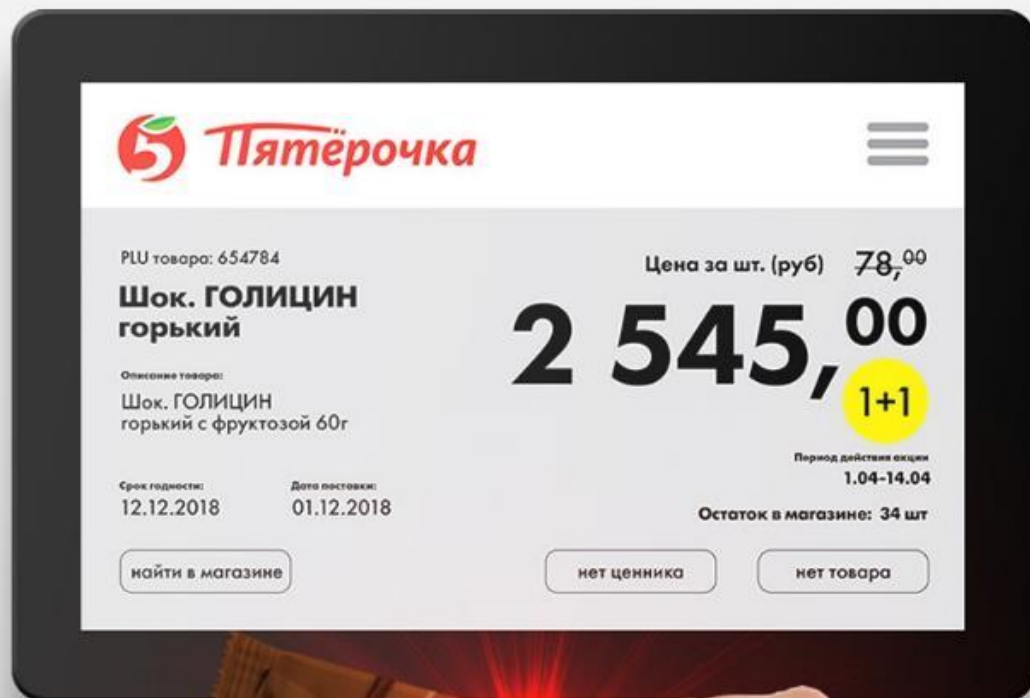 5 Пятёрочка
PLU товара: 654784
Шок. ГОЛИЦИН
горький
Описание товара:
Шок. ГОЛИЦИН
горький с фруктозой 60г
Срок годности:
12.12.2018
Дата поставки:
01.12.2018
Цена за шт. (руб) 78,00
2 545,00
1+1
Период действия акции
1.04-14.04
Остаток в магазине: 34 шт
найти в магазине
нет ценника
нет товара